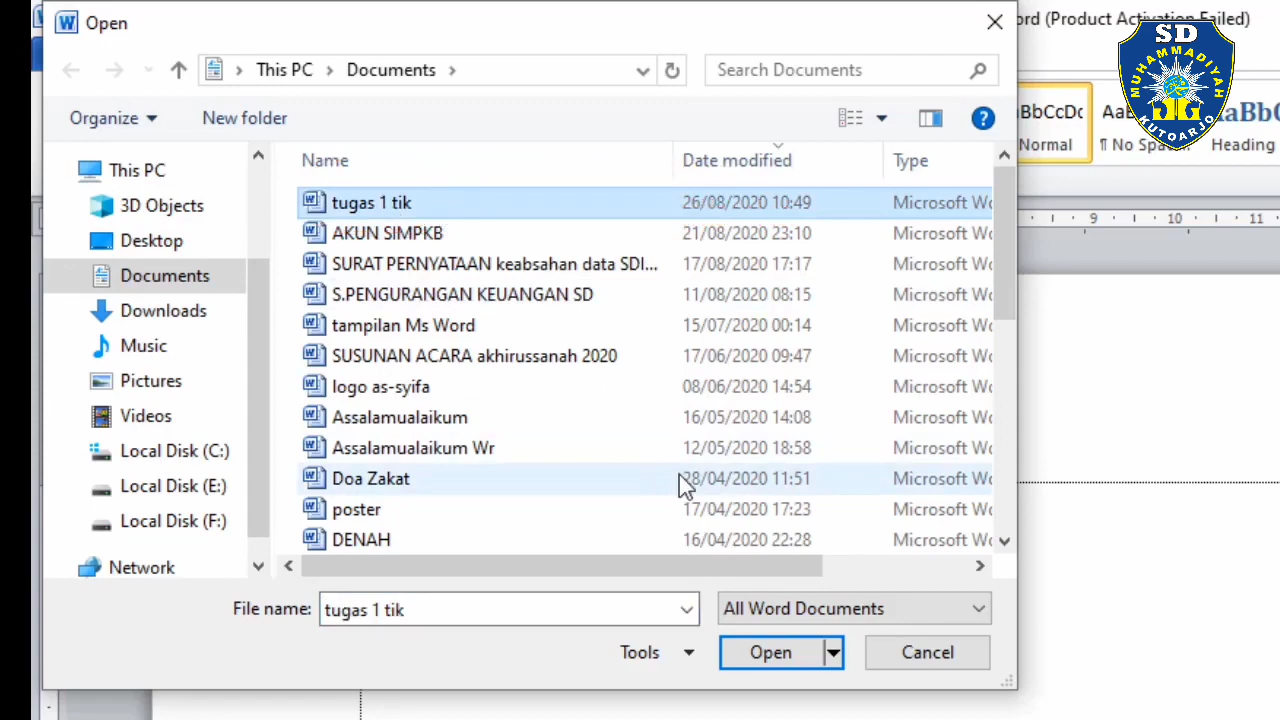 Open
ord (Product Activation Failed)
SD
MUHAMMADIYAH
KUTOARJO
This PC
Documents
Search Documents
Organize
New folder
BbCcDc
AaB
aBbC
Normal
¶ No Spa
Heading
Name
Date modified
Type
This PC
3D Objects
Desktop
Documents
Downloads
Music
Pictures
Videos
Local Disk (C:)
Local Disk (E:)
Local Disk (F:)
Network
tugas 1 tik 26/08/2020 10:49 Microsoft Wo
AKUN SIMPKB 21/08/2020 23:10 Microsoft Wo
SURAT PERNYATAAN keabsahan data SDI... 17/08/2020 17:17 Microsoft Wo
S.PENGURANGAN KEUANGAN SD 11/08/2020 08:15 Microsoft Wo
tampilan Ms Word 15/07/2020 00:14 Microsoft Wo
SUSUNAN ACARA akhirussanah 2020 17/06/2020 09:47 Microsoft Wo
logo as-syifa 08/06/2020 14:54 Microsoft Wo
Assalamualaikum 16/05/2020 14:08 Microsoft Wo
Assalamualaikum Wr 12/05/2020 18:58 Microsoft Wo
Doa Zakat 28/04/2020 11:51 Microsoft Wo
poster 17/04/2020 17:23 Microsoft Wo
DENAH 16/04/2020 22:28 Microsoft Wo
9 10 11
File name: tugas 1 tik
All Word Documents
Tools
Open
Cancel